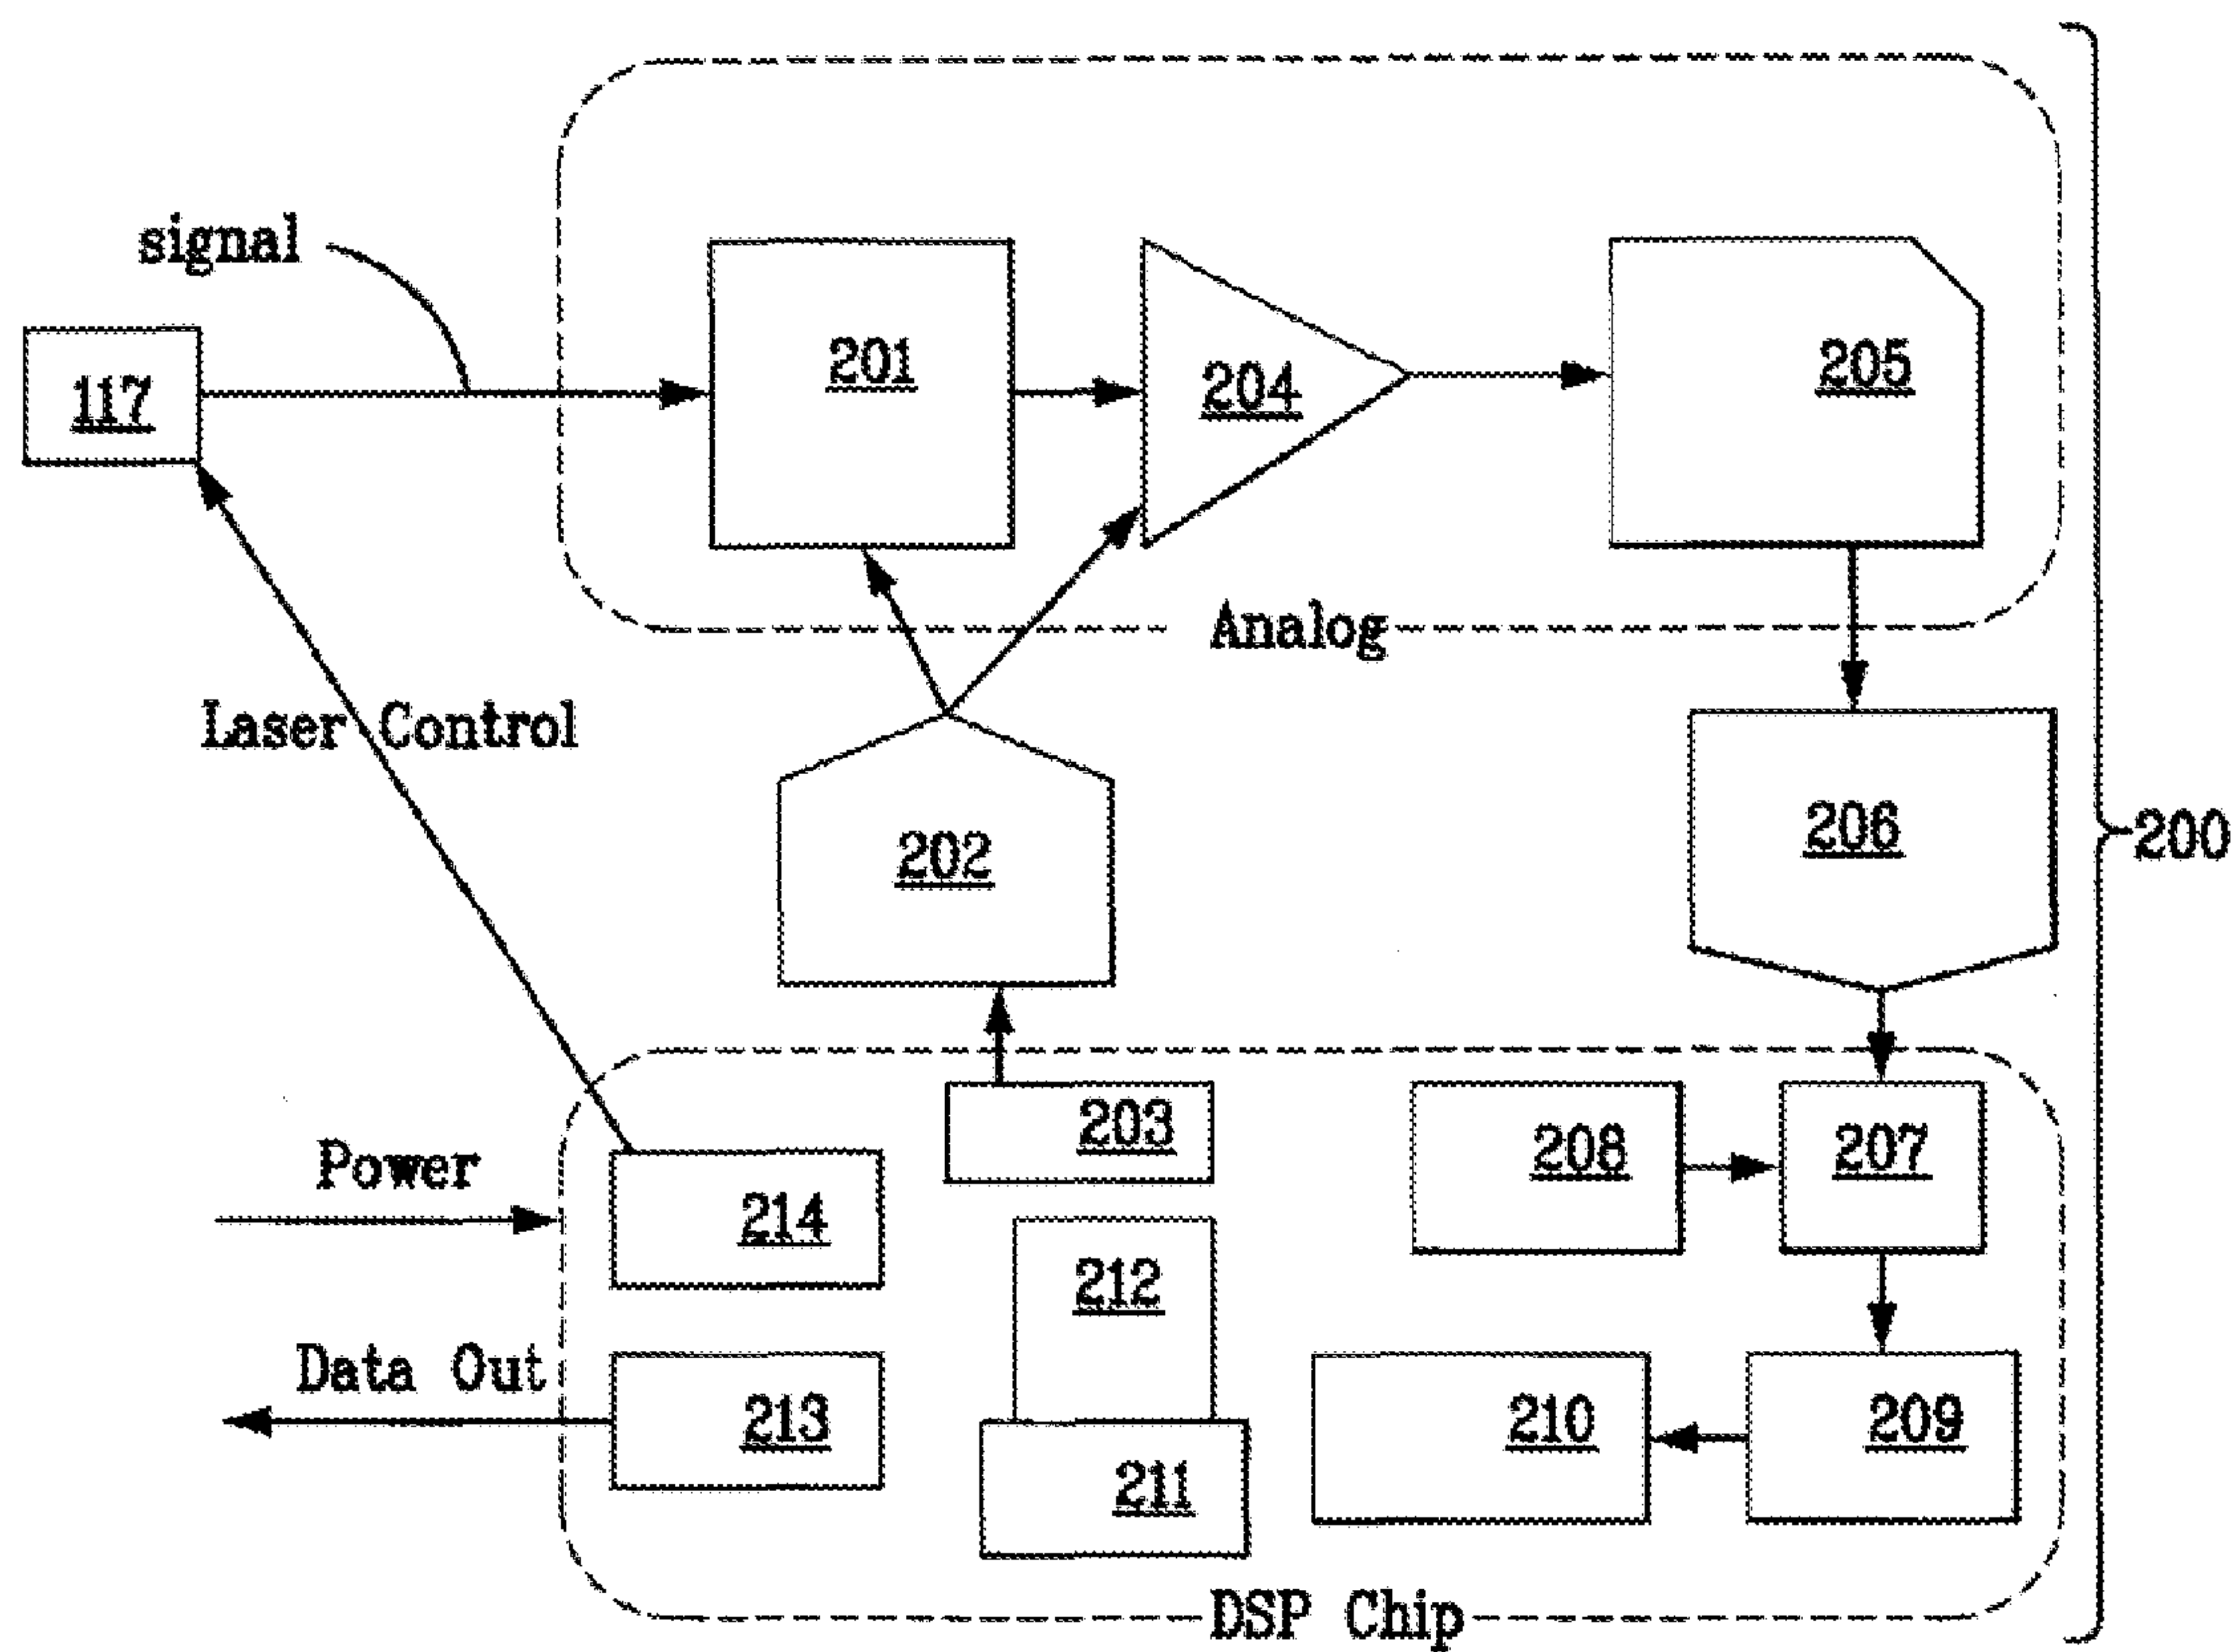 signal
117
201
204
205
Analog
Laser Control
202
206
200
203
208
207
Power
214
212
Data Out
213
210
209
211
DSP Chip